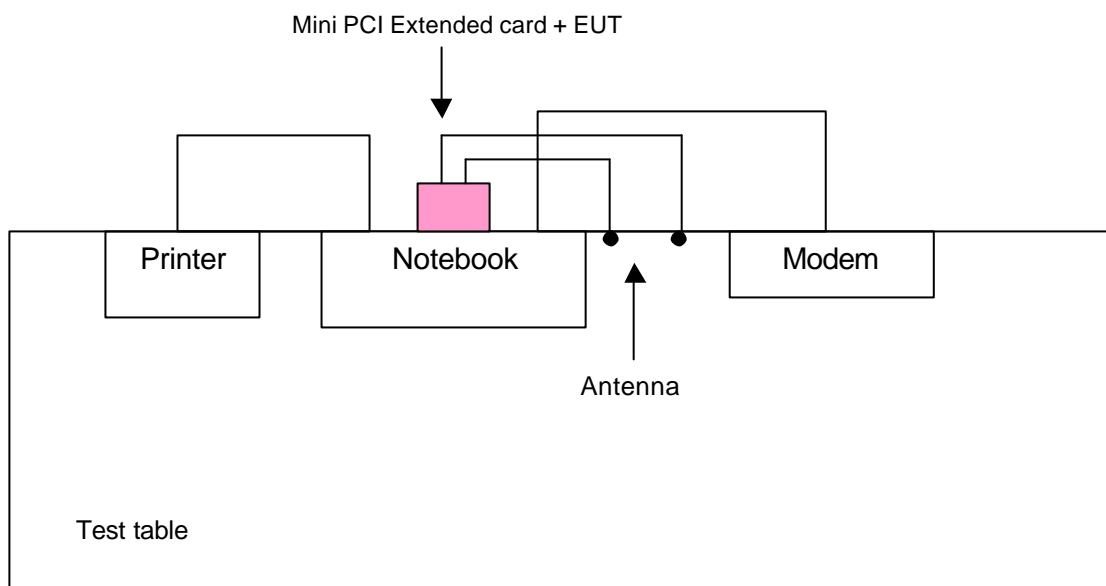 Mini PCI Extended card + EUT
Printer
Notebook
Modem
Antenna
Test table